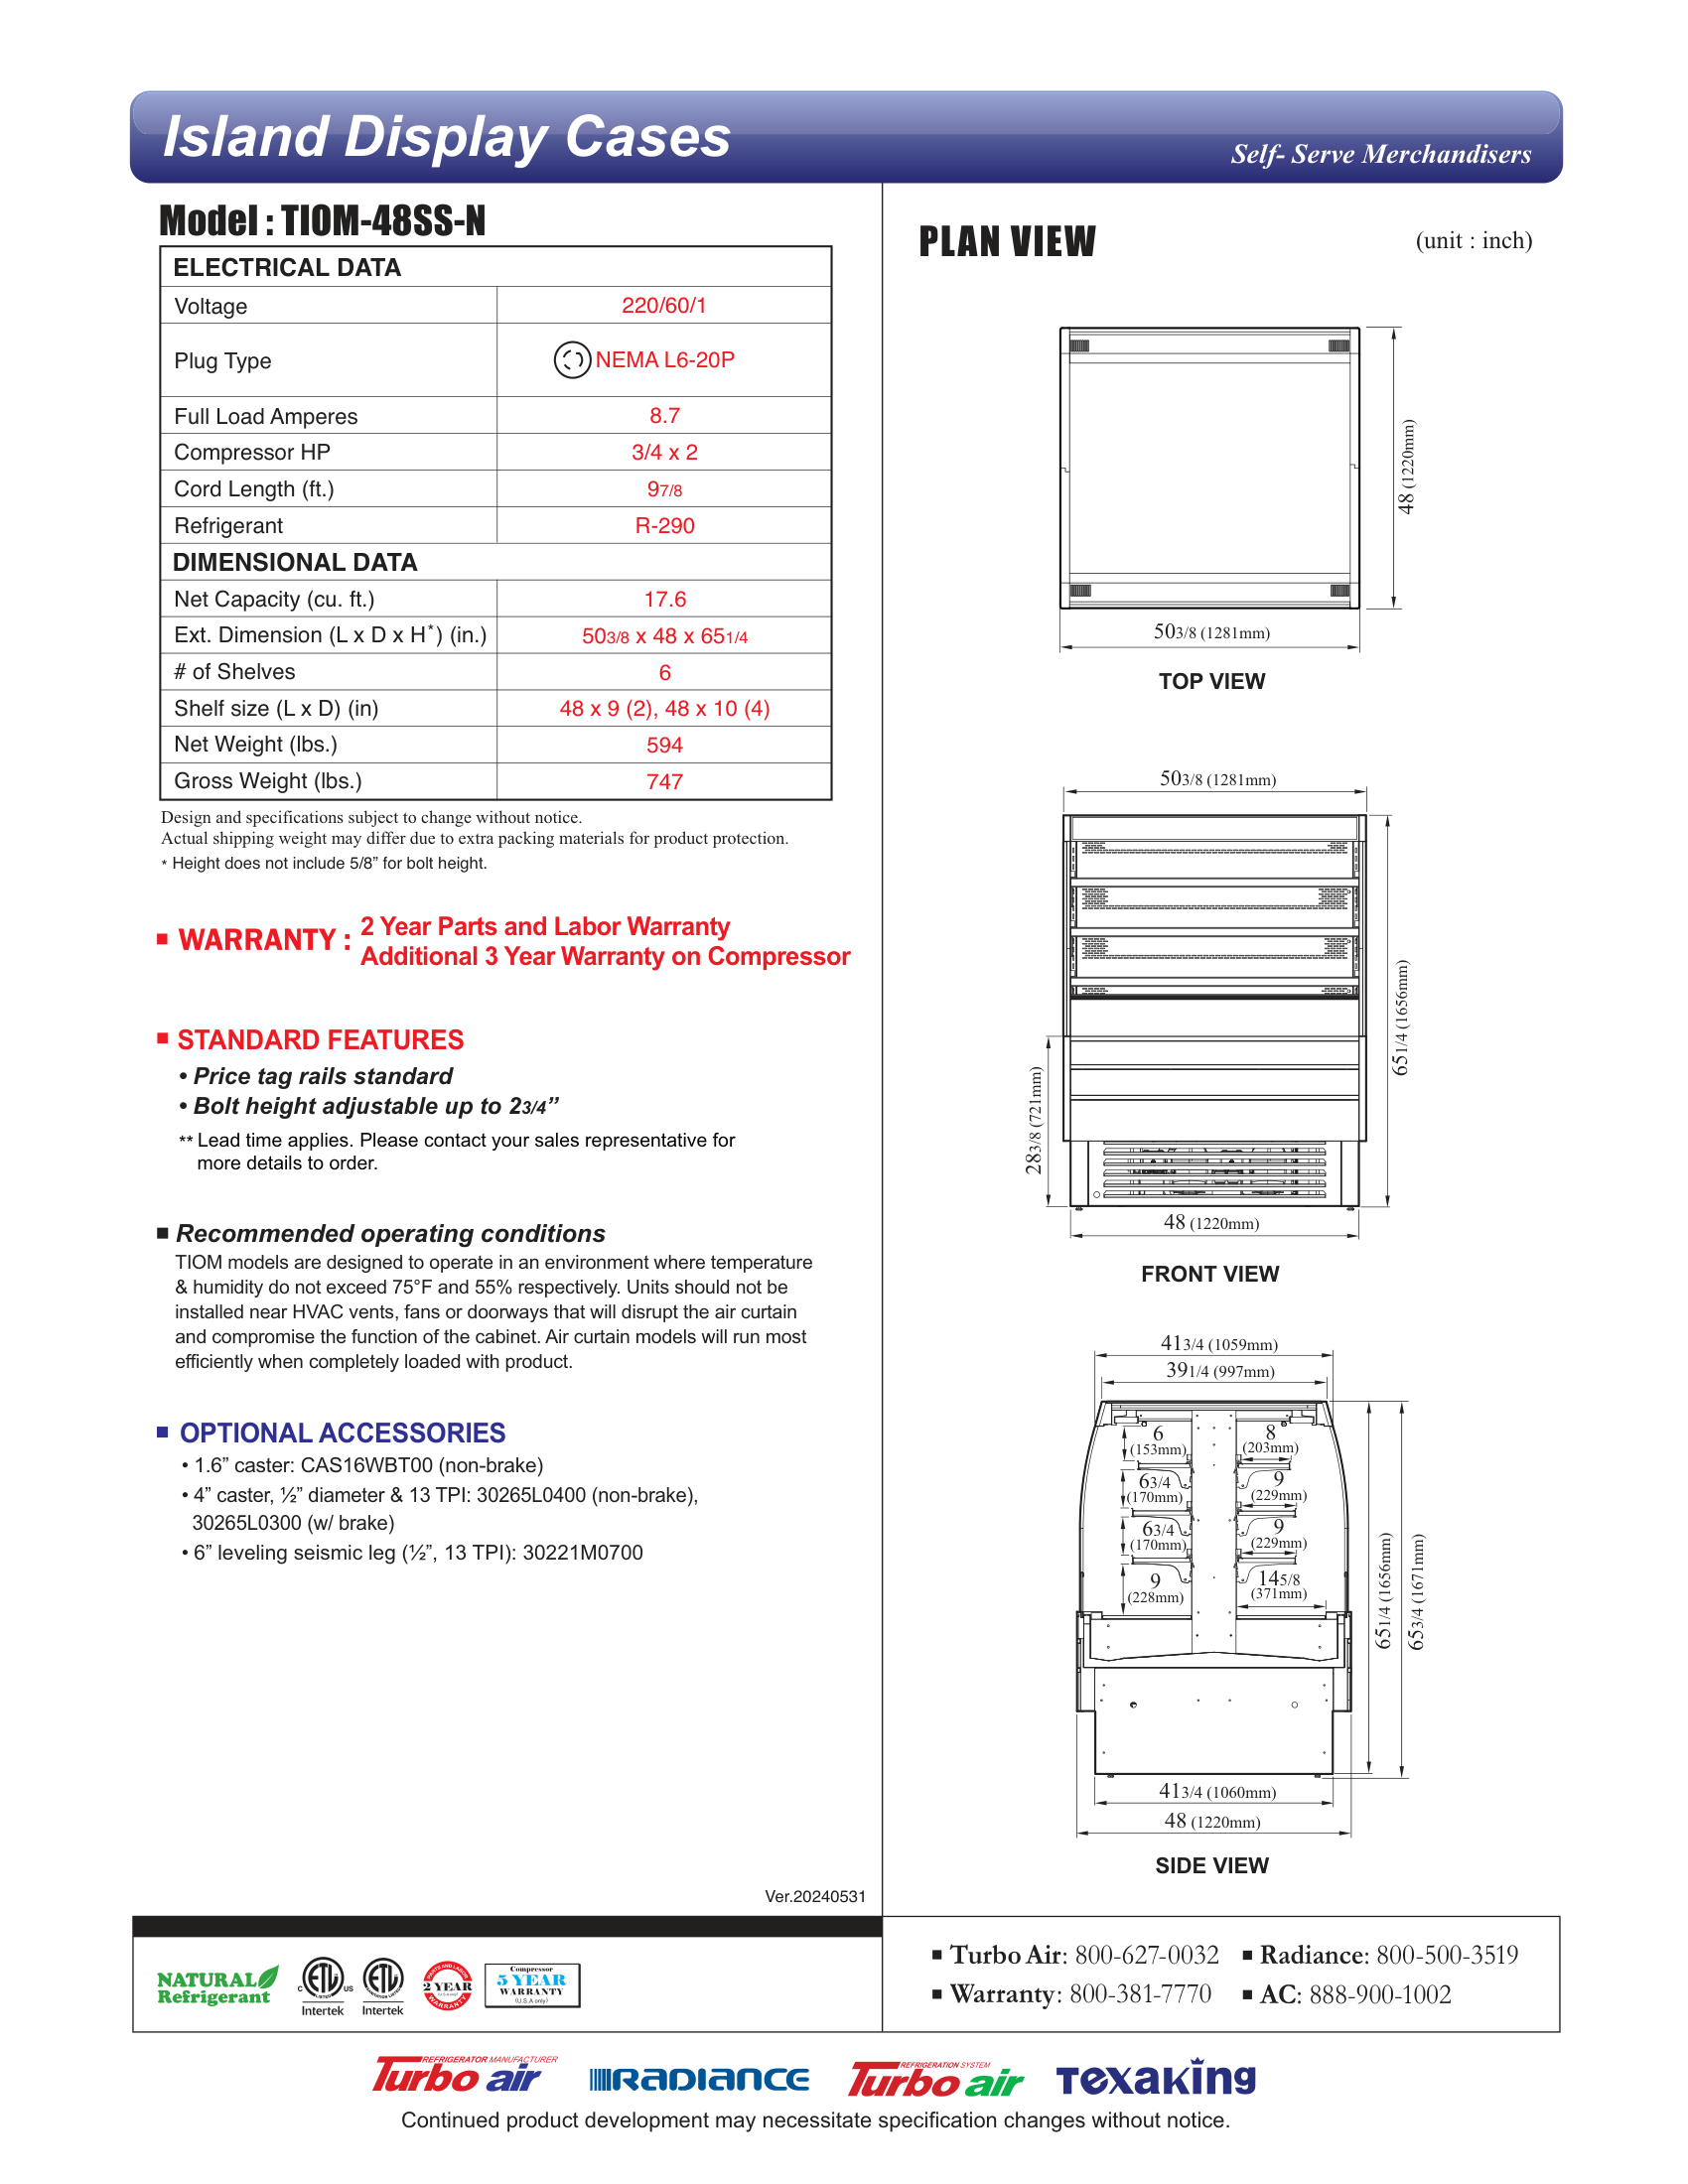 Island Display Cases
Self- Serve Merchandisers
Model : TIOM-48SS-N
ELECTRICAL DATA
Voltage 220/60/1
Plug Type NEMA L6-20P
Full Load Amperes 8.7
Compressor HP 3/4 x 2
Cord Length (ft.) 97/8
Refrigerant R-290
DIMENSIONAL DATA
Net Capacity (cu. ft.) 17.6
Ext. Dimension (L x D x H*) (in.) 503/8 x 48 x 651/4
# of Shelves 6
Shelf size (L x D) (in) 48 x 9 (2), 48 x 10 (4)
Net Weight (lbs.) 594
Gross Weight (lbs.) 747
Design and specifications subject to change without notice.
Actual shipping weight may differ due to extra packing materials for product protection.
* Height does not include 5/8” for bolt height.
WARRANTY : 2 Year Parts and Labor Warranty
Additional 3 Year Warranty on Compressor
STANDARD FEATURES
• Price tag rails standard
• Bolt height adjustable up to 23/4”
** Lead time applies. Please contact your sales representative for
more details to order.
Recommended operating conditions
TIOM models are designed to operate in an environment where temperature
& humidity do not exceed 75°F and 55% respectively. Units should not be
installed near HVAC vents, fans or doorways that will disrupt the air curtain
and compromise the function of the cabinet. Air curtain models will run most
efficiently when completely loaded with product.
OPTIONAL ACCESSORIES
• 1.6” caster: CAS16WBT00 (non-brake)
• 4” caster, ½” diameter & 13 TPI: 30265L0400 (non-brake),
30265L0300 (w/ brake)
• 6” leveling seismic leg (½”, 13 TPI): 30221M0700
Ver.20240531
PLAN VIEW
(unit : inch)
48 (1220mm)
503/8 (1281mm)
TOP VIEW
503/8 (1281mm)
651/4 (1656mm)
283/8 (721mm)
48 (1220mm)
FRONT VIEW
413/4 (1059mm)
391/4 (997mm)
6 8
(153mm) (203mm)
63/4 9
(170mm) (229mm)
63/4 9
(170mm) (229mm)
9 145/8
(228mm) (371mm)
651/4 (1656mm)
653/4 (1671mm)
413/4 (1060mm)
48 (1220mm)
SIDE VIEW
NATURAL
Refrigerant
C ETL US
LISTED
Intertek
ETL
Intertek
PARTS AND LABOR
2 YEAR
WARRANTY
Compressor
5 YEAR
WARRANTY
(U.S.A only)
Turbo Air: 800-627-0032 Radiance: 800-500-3519
Warranty: 800-381-7770 AC: 888-900-1002
REFRIGERATOR MANUFACTURER
Turbo air
RADIANCE
REFRIGERATION SYSTEM
Turbo air
Texaking
Continued product development may necessitate specification changes without notice.